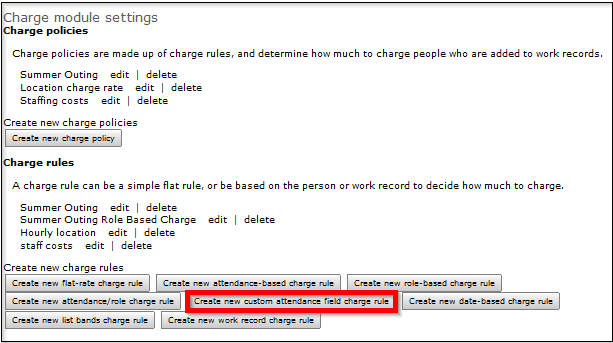 Charge module settings
Charge policies
Charge policies are made up of charge rules, and determine how much to charge people who are added to work records.
Summer Outing edit | delete
Location charge rate edit | delete
Staffing costs edit | delete
Create new charge policies
Create new charge policy
Charge rules
A charge rule can be a simple flat rule, or be based on the person or work record to decide how much to charge.
Summer Outing edit | delete
Summer Outing Role Based Charge edit | delete
Hourly location edit | delete
staff costs edit | delete
Create new charge rules
Create new flat-rate charge rule Create new attendance-based charge rule Create new role-based charge rule
Create new attendance/role charge rule Create new custom attendance field charge rule Create new date-based charge rule
Create new list bands charge rule Create new work record charge rule